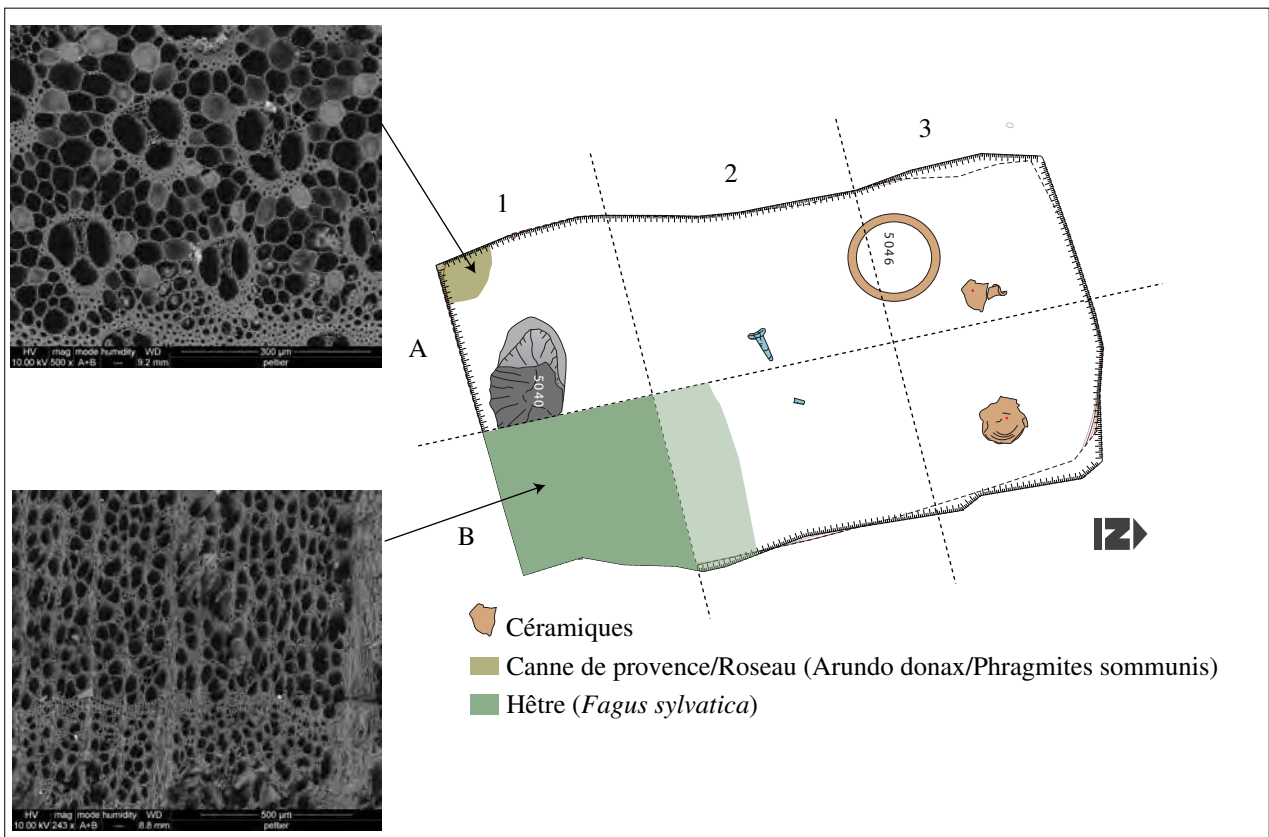 HV mag mode humidity WD 300 µm
10.00 kV 500 x A+B --- 9.2 mm peltier
1
2
3
A
B
5046
5040
N
Céramiques
Canne de provence/Roseau (Arundo donax/Phragmites sommunis)
Hêtre (Fagus sylvatica)
HV mag mode humidity WD 500 µm
10.00 kV 243 x A+B --- 8.8 mm peltier